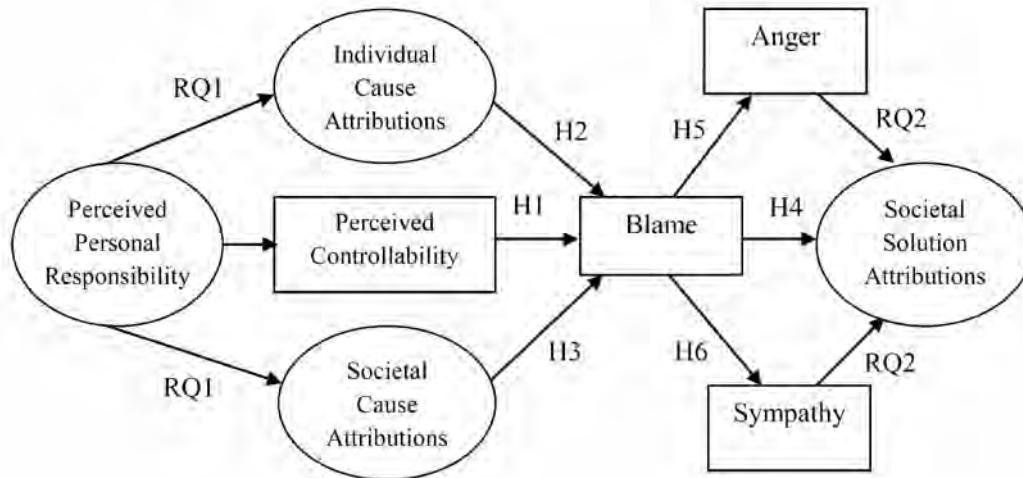 Anger
Individual
Cause
Attributions
RQ1
H2
H5
RQ2
Perceived
Personal
Responsibility
Perceived
Controllability
H1
Blame
H4
Societal
Solution
Attributions
RQ1
Societal
Cause
Attributions
H3
H6
RQ2
Sympathy